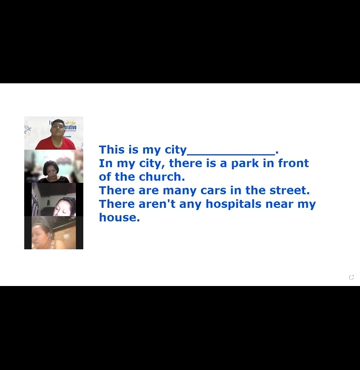 This is my city____________.
In my city, there is a park in front
of the church.
There are many cars in the street.
There aren't any hospitals near my
house.